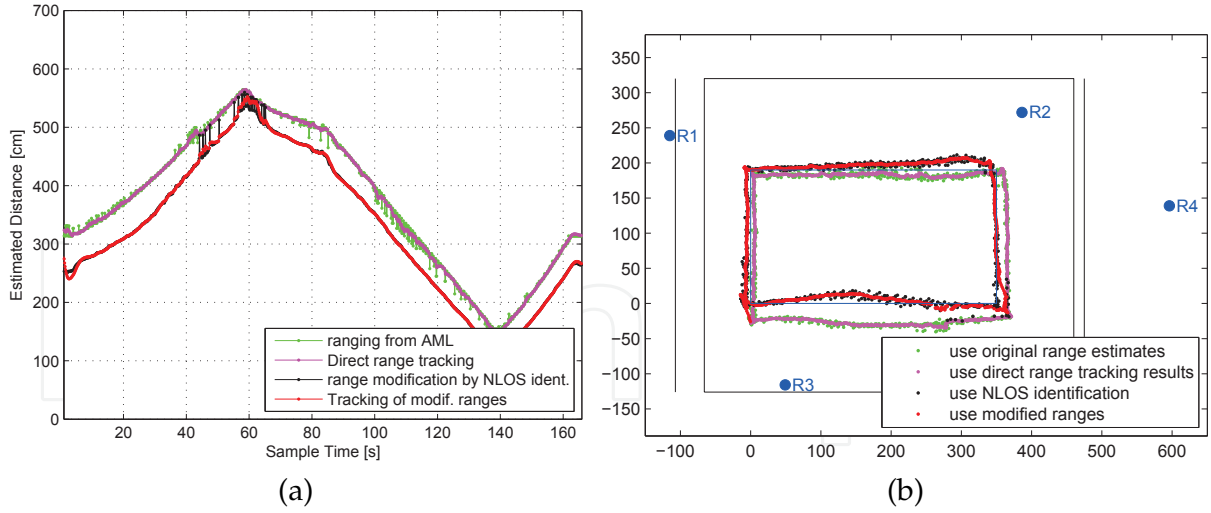 700
600
500
400
300
200
100
0
Estimated Distance [cm]
20 40 60 80 100 120 140 160
Sample Time [s]
ranging from AML
Direct range tracking
range modification by NLOS ident.
Tracking of modif. ranges
(a)
350
300
250
200
150
100
50
0
−50
−100
−150
−100 0 100 200 300 400 500 600
R1
R2
R4
R3
use original range estimates
use direct range tracking results
use NLOS identification
use modified ranges
(b)